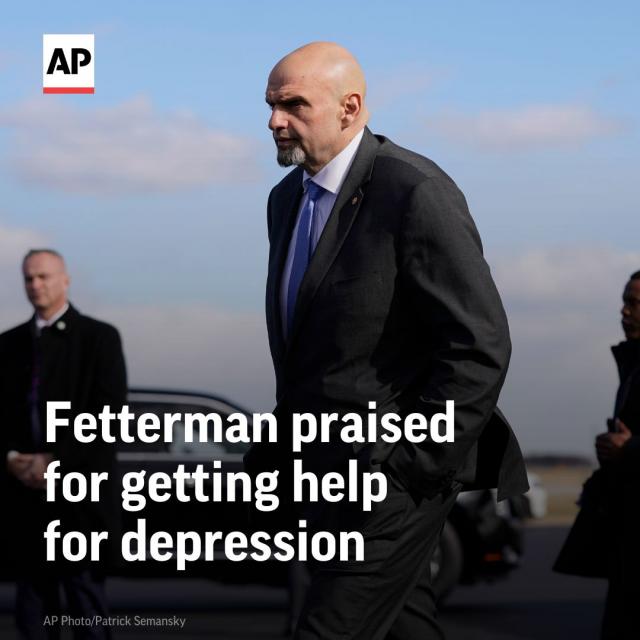 AP
Fetterman praised
for getting help
for depression
AP Photo/Patrick Semansky